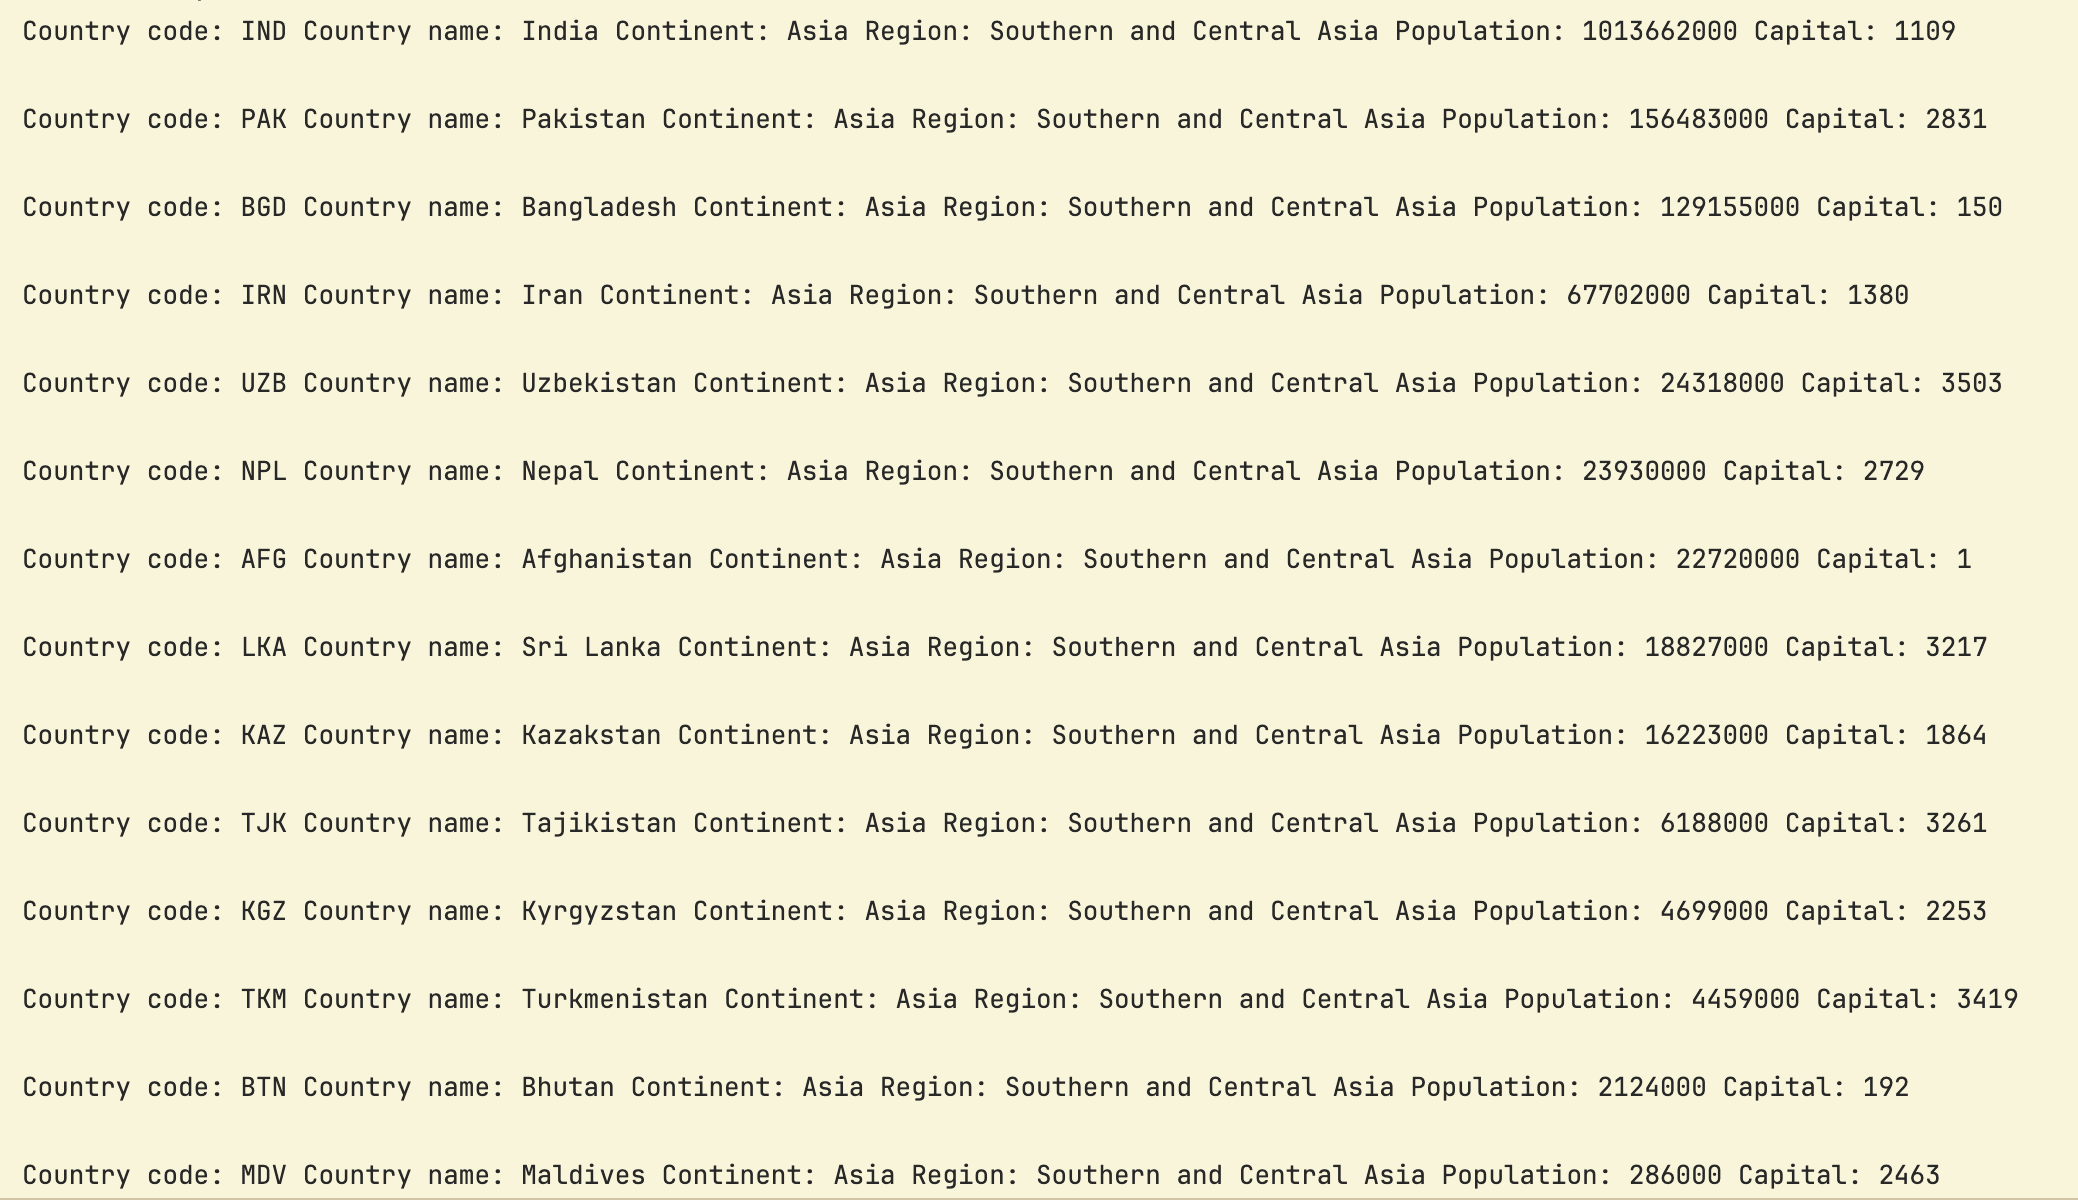 Country code: IND Country name: India Continent: Asia Region: Southern and Central Asia Population: 1013662000 Capital: 1109
Country code: PAK Country name: Pakistan Continent: Asia Region: Southern and Central Asia Population: 156483000 Capital: 2831
Country code: BGD Country name: Bangladesh Continent: Asia Region: Southern and Central Asia Population: 129155000 Capital: 150
Country code: IRN Country name: Iran Continent: Asia Region: Southern and Central Asia Population: 67702000 Capital: 1380
Country code: UZB Country name: Uzbekistan Continent: Asia Region: Southern and Central Asia Population: 24318000 Capital: 3503
Country code: NPL Country name: Nepal Continent: Asia Region: Southern and Central Asia Population: 23930000 Capital: 2729
Country code: AFG Country name: Afghanistan Continent: Asia Region: Southern and Central Asia Population: 22720000 Capital: 1
Country code: LKA Country name: Sri Lanka Continent: Asia Region: Southern and Central Asia Population: 18827000 Capital: 3217
Country code: KAZ Country name: Kazakstan Continent: Asia Region: Southern and Central Asia Population: 16223000 Capital: 1864
Country code: TJK Country name: Tajikistan Continent: Asia Region: Southern and Central Asia Population: 6188000 Capital: 3261
Country code: KGZ Country name: Kyrgyzstan Continent: Asia Region: Southern and Central Asia Population: 4699000 Capital: 2253
Country code: TKM Country name: Turkmenistan Continent: Asia Region: Southern and Central Asia Population: 4459000 Capital: 3419
Country code: BTN Country name: Bhutan Continent: Asia Region: Southern and Central Asia Population: 2124000 Capital: 192
Country code: MDV Country name: Maldives Continent: Asia Region: Southern and Central Asia Population: 286000 Capital: 2463